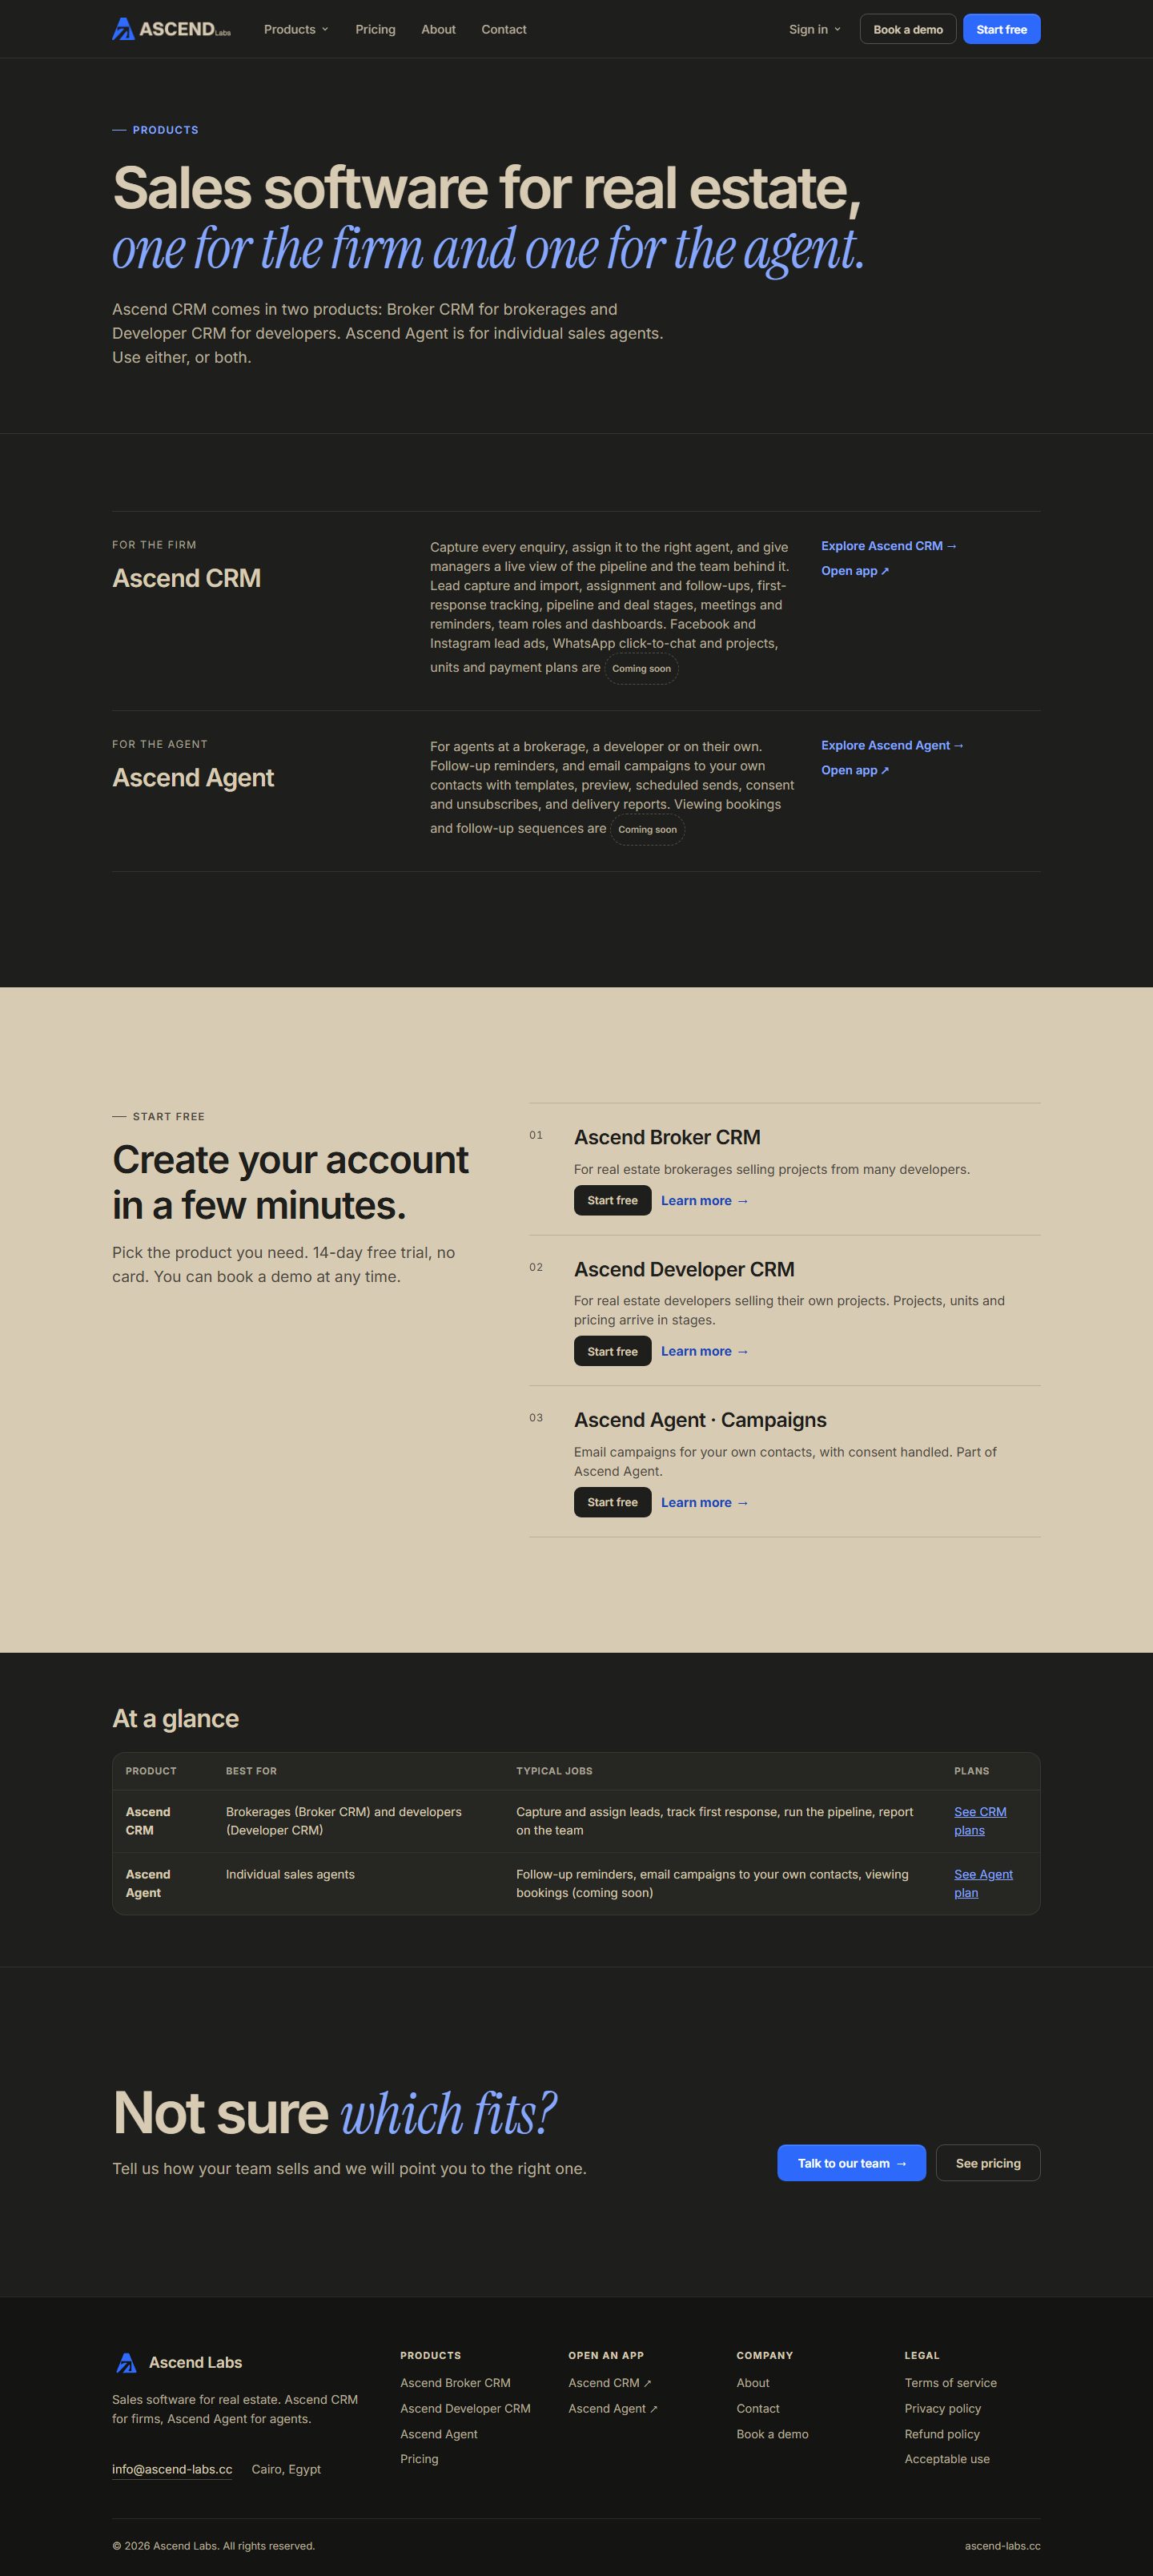 ASCEND Labs
Products
Pricing
About
Contact
Sign in
Book a demo
Start free
PRODUCTS
Sales software for real estate,
one for the firm and one for the agent.
Ascend CRM comes in two products: Broker CRM for brokerages and
Developer CRM for developers. Ascend Agent is for individual sales agents.
Use either, or both.
FOR THE FIRM
Ascend CRM
Capture every enquiry, assign it to the right agent, and give
managers a live view of the pipeline and the team behind it.
Lead capture and import, assignment and follow-ups, first-
response tracking, pipeline and deal stages, meetings and
reminders, team roles and dashboards. Facebook and
Instagram lead ads, WhatsApp click-to-chat and projects,
units and payment plans are Coming soon
Explore Ascend CRM →
Open app ↗
FOR THE AGENT
Ascend Agent
For agents at a brokerage, a developer or on their own.
Follow-up reminders, and email campaigns to your own
contacts with templates, preview, scheduled sends, consent
and unsubscribes, and delivery reports. Viewing bookings
and follow-up sequences are Coming soon
Explore Ascend Agent →
Open app ↗
START FREE
Create your account
in a few minutes.
Pick the product you need. 14-day free trial, no
card. You can book a demo at any time.
01
Ascend Broker CRM
For real estate brokerages selling projects from many developers.
Start free
Learn more →
02
Ascend Developer CRM
For real estate developers selling their own projects. Projects, units and
pricing arrive in stages.
Start free
Learn more →
03
Ascend Agent · Campaigns
Email campaigns for your own contacts, with consent handled. Part of
Ascend Agent.
Start free
Learn more →
At a glance
PRODUCT
BEST FOR
TYPICAL JOBS
PLANS
Ascend
CRM
Brokerages (Broker CRM) and developers
(Developer CRM)
Capture and assign leads, track first response, run the pipeline, report
on the team
See CRM
plans
Ascend
Agent
Individual sales agents
Follow-up reminders, email campaigns to your own contacts, viewing
bookings (coming soon)
See Agent
plan
Not sure which fits?
Tell us how your team sells and we will point you to the right one.
Talk to our team →
See pricing
Ascend Labs
Sales software for real estate. Ascend CRM
for firms, Ascend Agent for agents.
info@ascend-labs.cc
Cairo, Egypt
PRODUCTS
Ascend Broker CRM
Ascend Developer CRM
Ascend Agent
Pricing
OPEN AN APP
Ascend CRM ↗
Ascend Agent ↗
COMPANY
About
Contact
Book a demo
LEGAL
Terms of service
Privacy policy
Refund policy
Acceptable use
© 2026 Ascend Labs. All rights reserved.
ascend-labs.cc